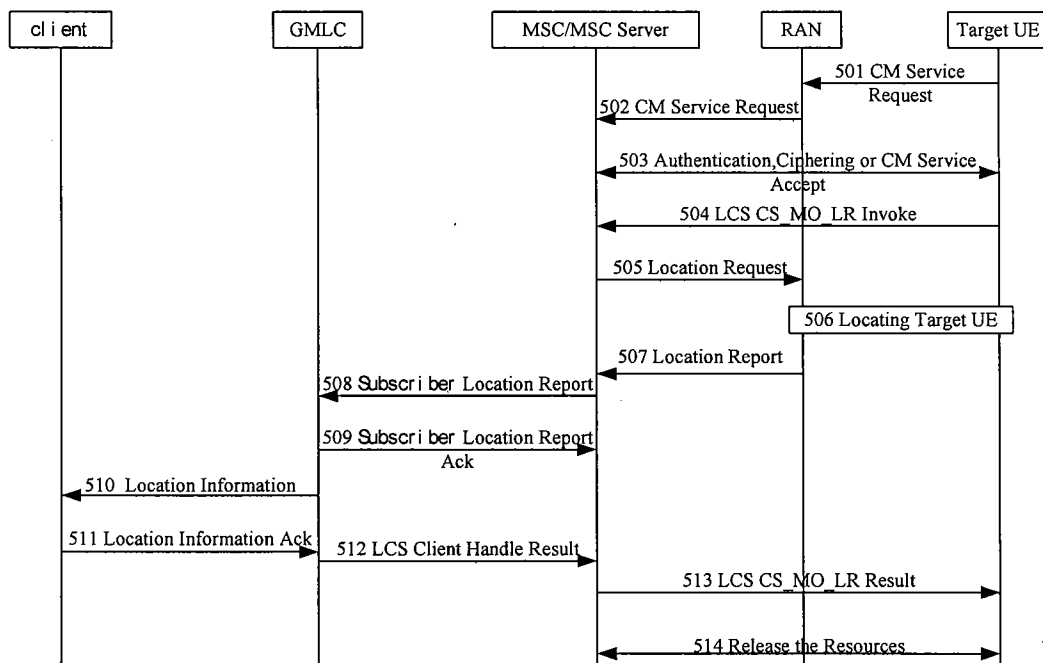 client
GMLC
MSC/MSC Server
RAN
Target UE
501 CM Service
Request
502 CM Service Request
503 Authentication,Ciphering or CM Service
Accept
504 LCS CS_MO_LR Invoke
505 Location Request
506 Locating Target UE
507 Location Report
508 Subscriber Location Report
509 Subscriber Location Report
Ack
510 Location Information
511 Location Information Ack
512 LCS Client Handle Result
513 LCS CS_MO_LR Result
514 Release the Resources